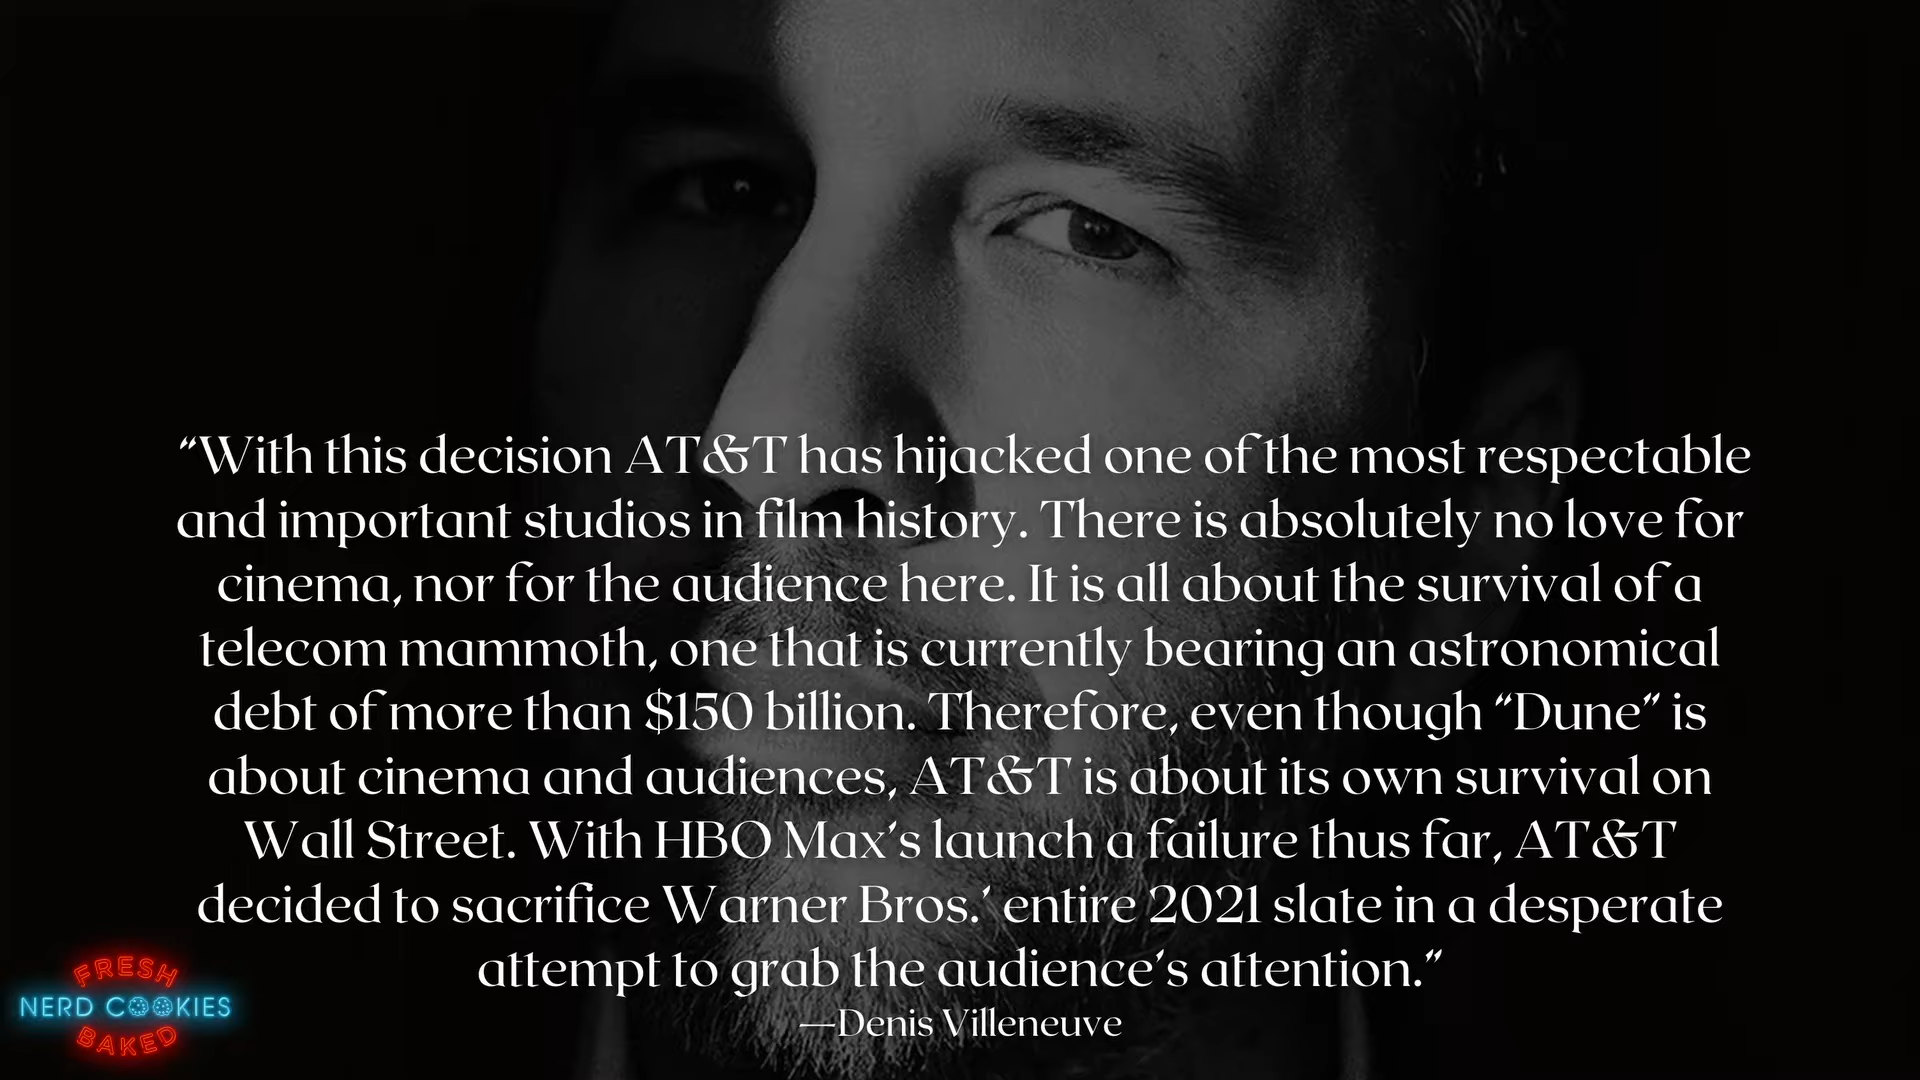 “With this decision AT&T has hijacked one of the most respectable
and important studios in film history. There is absolutely no love for
cinema, nor for the audience here. It is all about the survival of a
telecom mammoth, one that is currently bearing an astronomical
debt of more than $150 billion. Therefore, even though “Dune” is
about cinema and audiences, AT&T is about its own survival on
Wall Street. With HBO Max’s launch a failure thus far, AT&T
decided to sacrifice Warner Bros.’ entire 2021 slate in a desperate
attempt to grab the audience’s attention.”
—Denis Villeneuve
FRESH
NERD COOKIES
BAKED